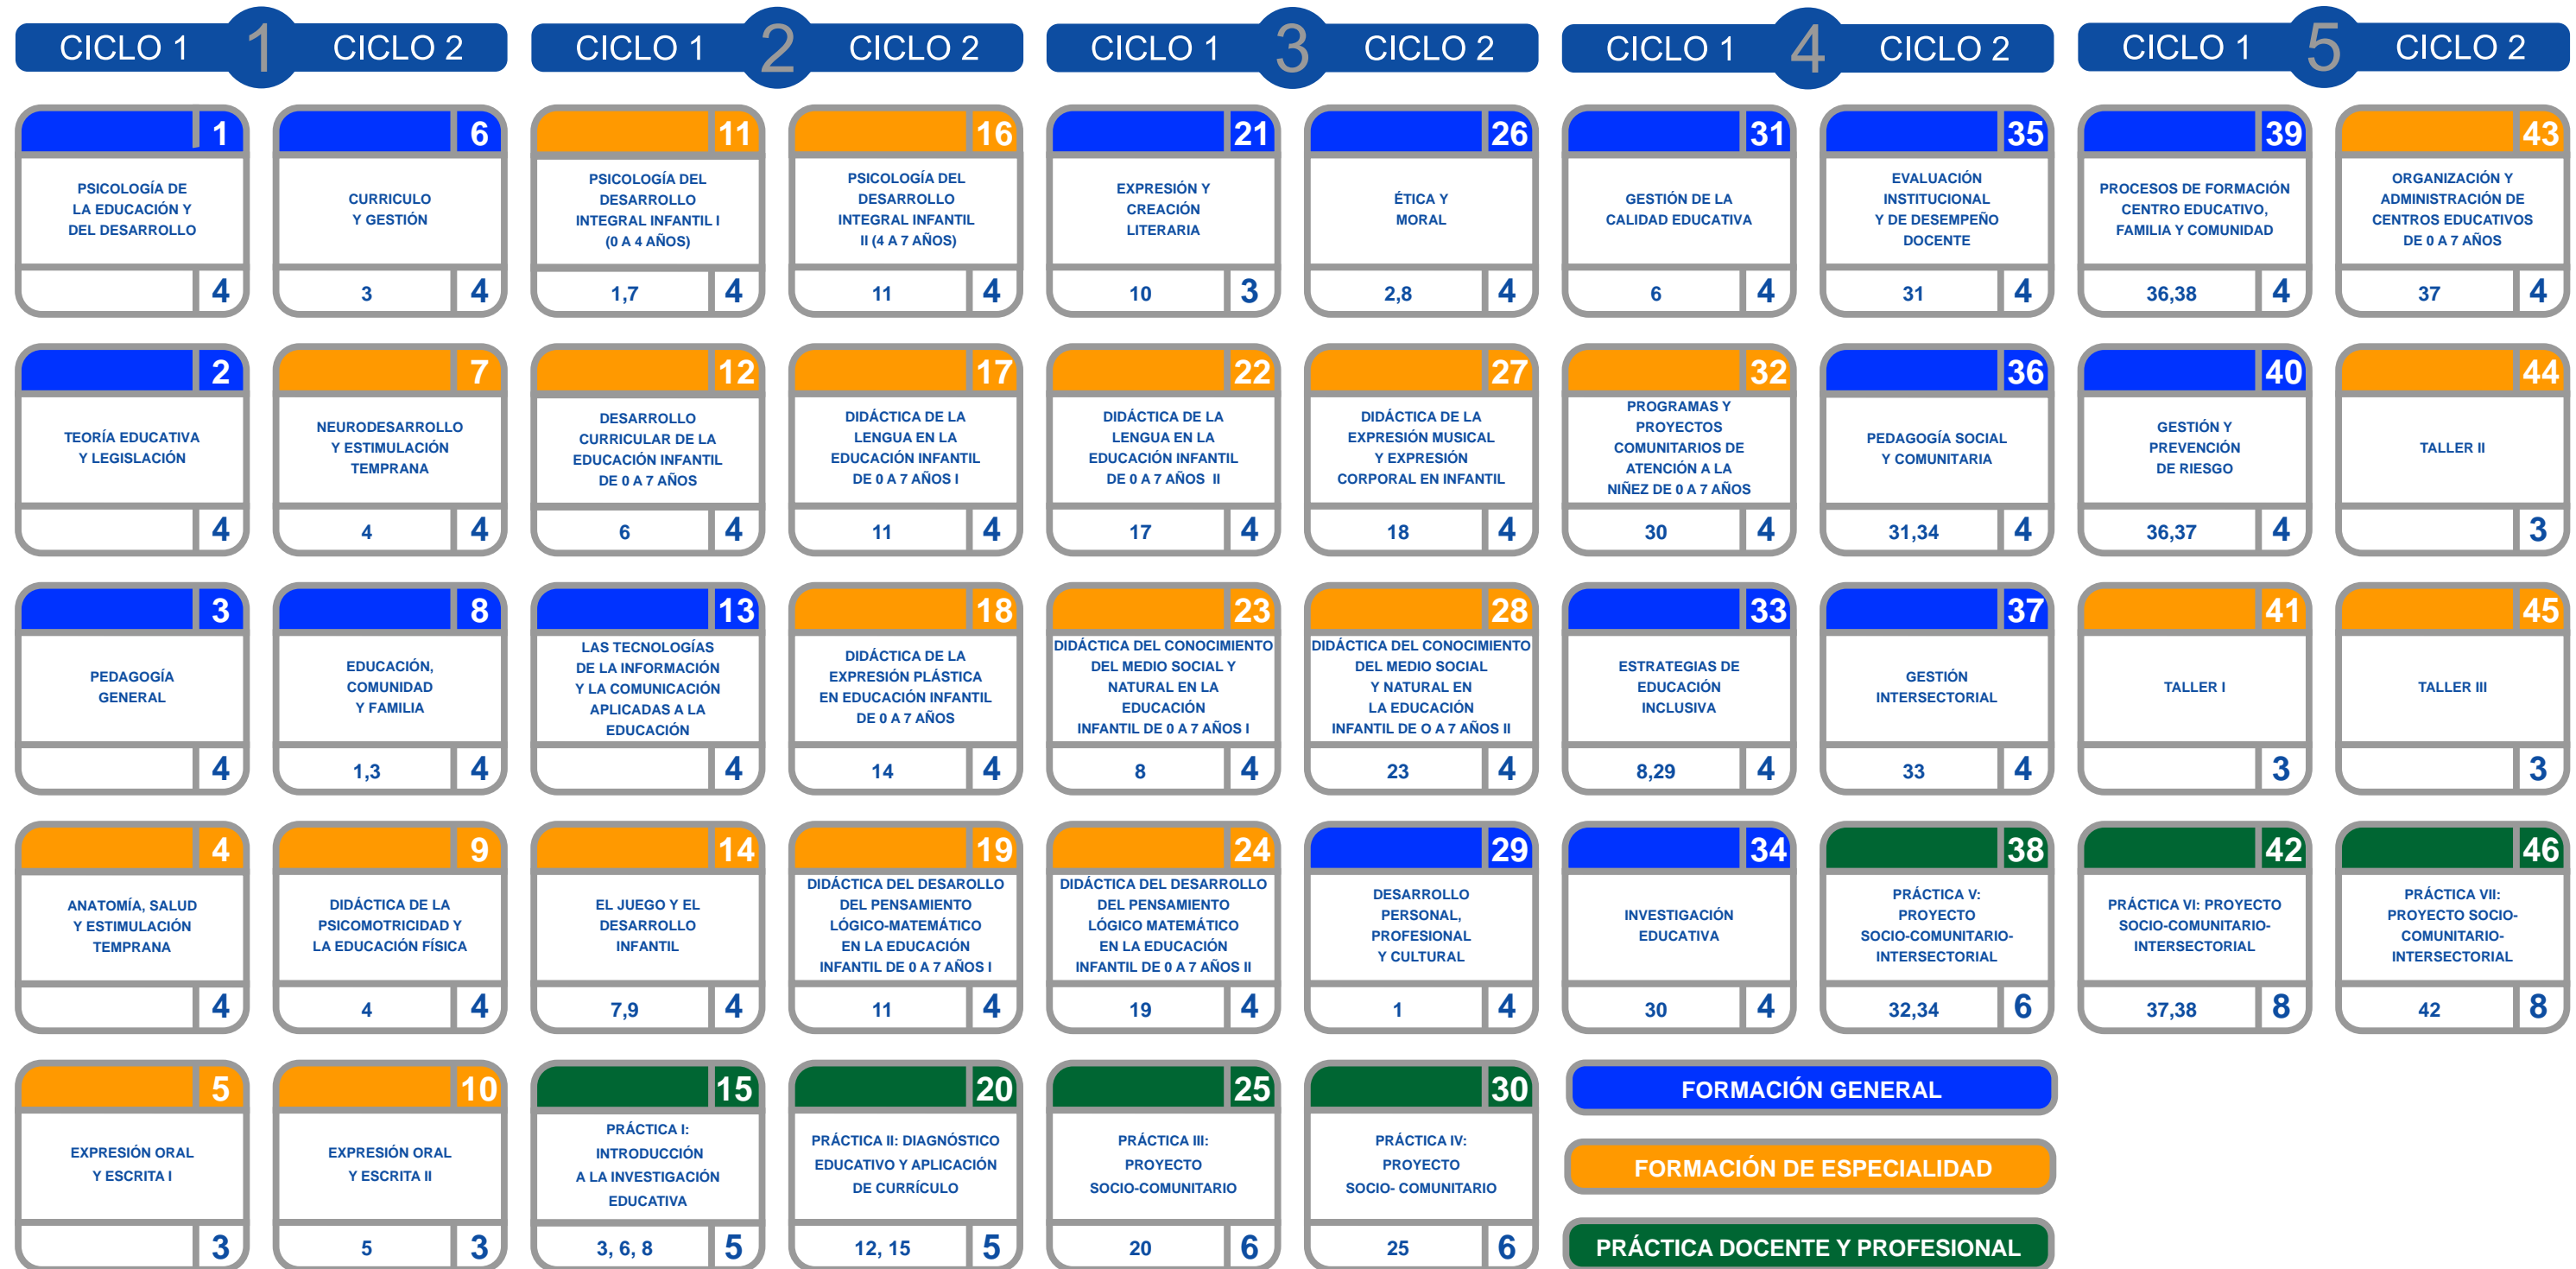 CICLO 1 1 CICLO 2
CICLO 1 2 CICLO 2
CICLO 1 3 CICLO 2
CICLO 1 4 CICLO 2
CICLO 1 5 CICLO 2
1
PSICOLOGÍA DE
LA EDUCACIÓN Y
DEL DESARROLLO
4
6
CURRICULO
Y GESTIÓN
3 4
11
PSICOLOGÍA DEL
DESARROLLO
INTEGRAL INFANTIL I
(0 A 4 AÑOS)
1,7 4
16
PSICOLOGÍA DEL
DESARROLLO
INTEGRAL INFANTIL
II (4 A 7 AÑOS)
11 4
21
EXPRESIÓN Y
CREACIÓN
LITERARIA
10 3
26
ÉTICA Y
MORAL
2,8 4
31
GESTIÓN DE LA
CALIDAD EDUCATIVA
6 4
35
EVALUACIÓN
INSTITUCIONAL
Y DE DESEMPEÑO
DOCENTE
31 4
39
PROCESOS DE FORMACIÓN
CENTRO EDUCATIVO,
FAMILIA Y COMUNIDAD
36,38 4
43
ORGANIZACIÓN Y
ADMINISTRACIÓN DE
CENTROS EDUCATIVOS
DE 0 A 7 AÑOS
37 4
2
TEORÍA EDUCATIVA
Y LEGISLACIÓN
4
7
NEURODESARROLLO
Y ESTIMULACIÓN
TEMPRANA
4 4
12
DESARROLLO
CURRICULAR DE LA
EDUCACIÓN INFANTIL
DE 0 A 7 AÑOS
6 4
17
DIDÁCTICA DE LA
LENGUA EN LA
EDUCACIÓN INFANTIL
DE 0 A 7 AÑOS I
11 4
22
DIDÁCTICA DE LA
LENGUA EN LA
EDUCACIÓN INFANTIL
DE 0 A 7 AÑOS II
17 4
27
DIDÁCTICA DE LA
EXPRESIÓN MUSICAL
Y EXPRESIÓN
CORPORAL EN INFANTIL
18 4
32
PROGRAMAS Y
PROYECTOS
COMUNITARIOS DE
ATENCIÓN A LA
NIÑEZ DE 0 A 7 AÑOS
30 4
36
PEDAGOGÍA SOCIAL
Y COMUNITARIA
31,34 4
40
GESTIÓN Y
PREVENCIÓN
DE RIESGO
36,37 4
44
TALLER II
3
3
PEDAGOGÍA
GENERAL
4
8
EDUCACIÓN,
COMUNIDAD
Y FAMILIA
1,3 4
13
LAS TECNOLOGÍAS
DE LA INFORMACIÓN
Y LA COMUNICACIÓN
APLICADAS A LA
EDUCACIÓN
4
18
DIDÁCTICA DE LA
EXPRESIÓN PLÁSTICA
EN EDUCACIÓN INFANTIL
DE 0 A 7 AÑOS
14 4
23
DIDÁCTICA DEL CONOCIMIENTO
DEL MEDIO SOCIAL Y
NATURAL EN LA
EDUCACIÓN
INFANTIL DE 0 A 7 AÑOS I
8 4
28
DIDÁCTICA DEL CONOCIMIENTO
DEL MEDIO SOCIAL
Y NATURAL EN
LA EDUCACIÓN
INFANTIL DE O A 7 AÑOS II
23 4
33
ESTRATEGIAS DE
EDUCACIÓN
INCLUSIVA
8,29 4
37
GESTIÓN
INTERSECTORIAL
33 4
41
TALLER I
3
45
TALLER III
3
4
ANATOMÍA, SALUD
Y ESTIMULACIÓN
TEMPRANA
4
9
DIDÁCTICA DE LA
PSICOMOTRICIDAD Y
LA EDUCACIÓN FÍSICA
4 4
14
EL JUEGO Y EL
DESARROLLO
INFANTIL
7,9 4
19
DIDÁCTICA DEL DESAROLLO
DEL PENSAMIENTO
LÓGICO-MATEMÁTICO
EN LA EDUCACIÓN
INFANTIL DE 0 A 7 AÑOS I
11 4
24
DIDÁCTICA DEL DESARROLLO
DEL PENSAMIENTO
LÓGICO MATEMÁTICO
EN LA EDUCACIÓN
INFANTIL DE 0 A 7 AÑOS II
19 4
29
DESARROLLO
PERSONAL,
PROFESIONAL
Y CULTURAL
1 4
34
INVESTIGACIÓN
EDUCATIVA
30 4
38
PRÁCTICA V:
PROYECTO
SOCIO-COMUNITARIO-
INTERSECTORIAL
32,34 6
42
PRÁCTICA VI: PROYECTO
SOCIO-COMUNITARIO-
INTERSECTORIAL
37,38 8
46
PRÁCTICA VII:
PROYECTO SOCIO-
COMUNITARIO-
INTERSECTORIAL
42 8
5
EXPRESIÓN ORAL
Y ESCRITA I
3
10
EXPRESIÓN ORAL
Y ESCRITA II
5 3
15
PRÁCTICA I:
INTRODUCCIÓN
A LA INVESTIGACIÓN
EDUCATIVA
3, 6, 8 5
20
PRÁCTICA II: DIAGNÓSTICO
EDUCATIVO Y APLICACIÓN
DE CURRÍCULO
12, 15 5
25
PRÁCTICA III:
PROYECTO
SOCIO-COMUNITARIO
20 6
30
PRÁCTICA IV:
PROYECTO
SOCIO- COMUNITARIO
25 6
FORMACIÓN GENERAL
FORMACIÓN DE ESPECIALIDAD
PRÁCTICA DOCENTE Y PROFESIONAL